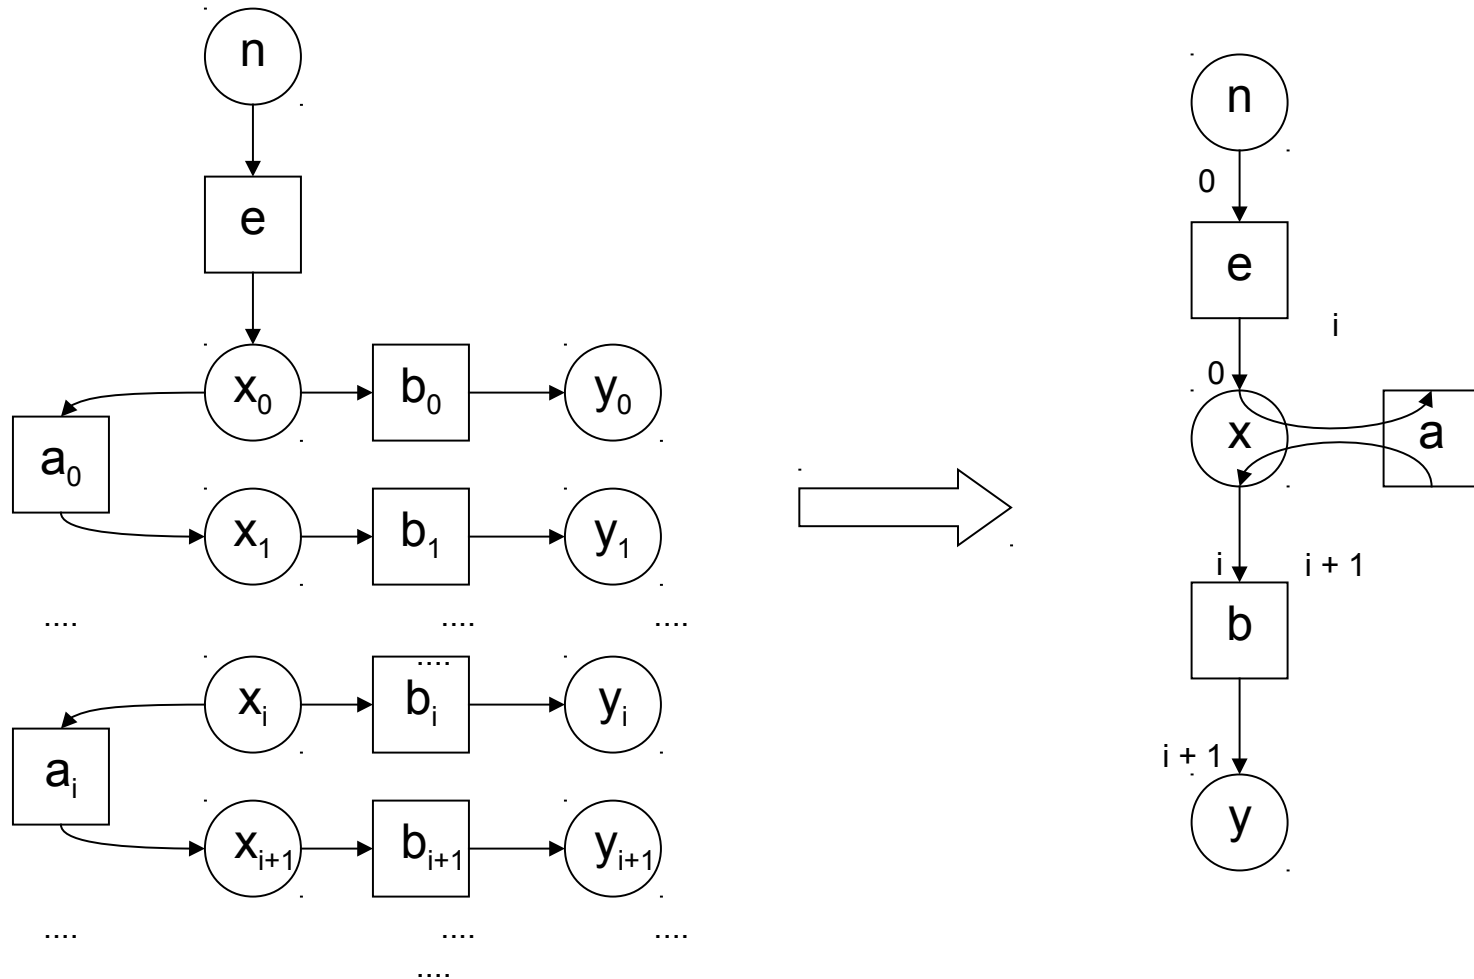 n
e
x₀ b₀ y₀
a₀
x₁ b₁ y₁
.... .... ....
....
xᵢ bᵢ yᵢ
aᵢ
xᵢ₊₁ bᵢ₊₁ yᵢ₊₁
.... .... ....
....
n
0
e
i
0
x a
i i + 1
b
i + 1
y